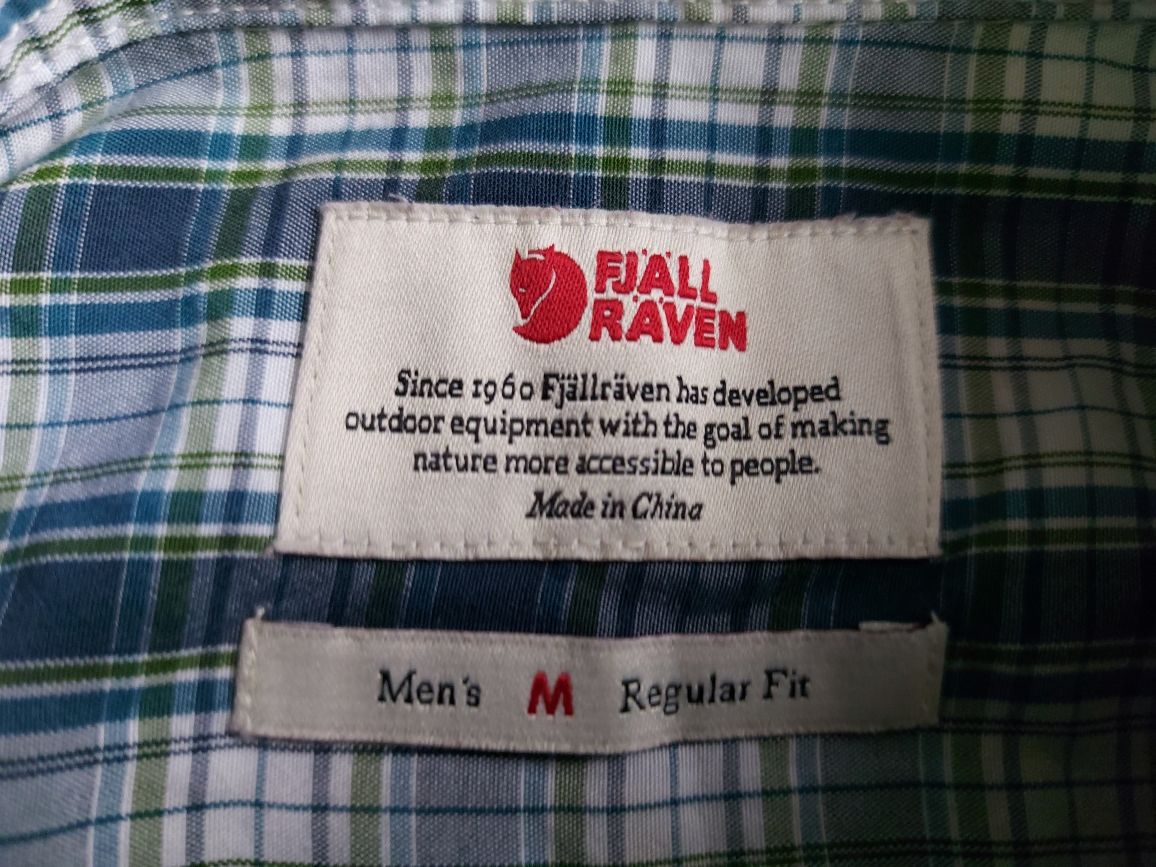 FJÄLL
RÄVEN
Since 1960 Fjällräven has developed
outdoor equipment with the goal of making
nature more accessible to people.
Made in China
Men's M Regular Fit